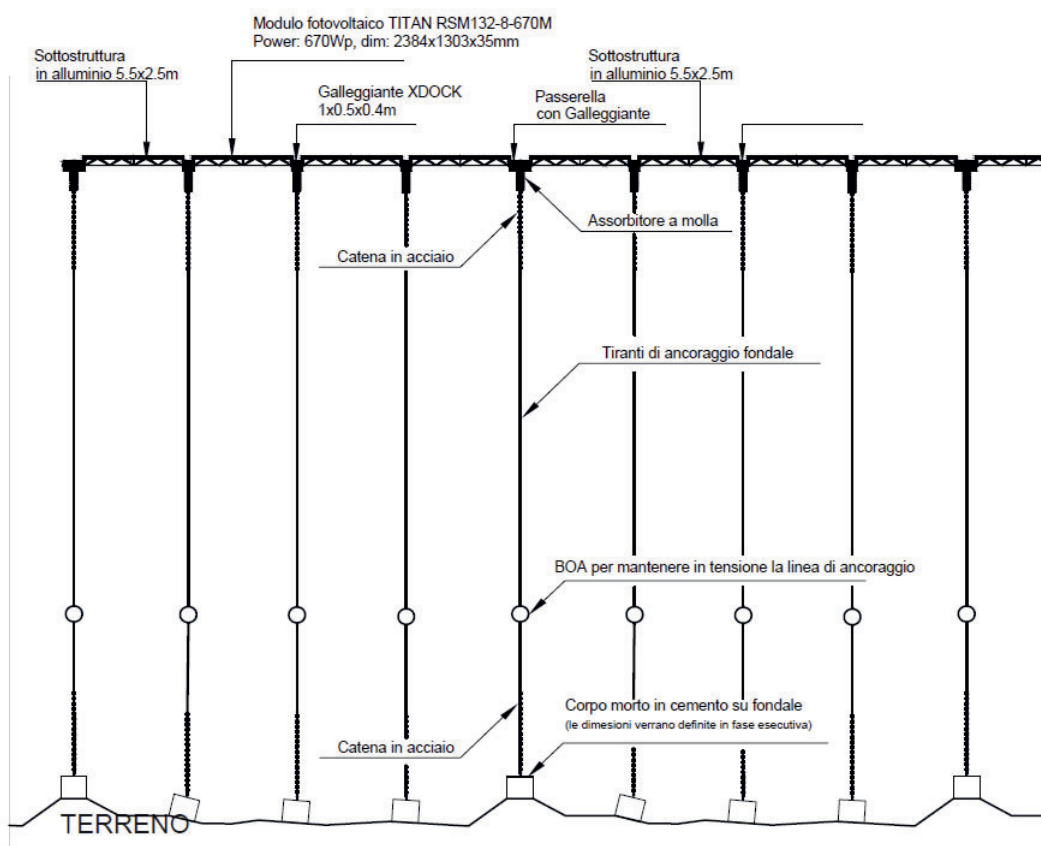 Modulo fotovoltaico TITAN RSM132-8-670M
Power: 670Wp, dim: 2384x1303x35mm
Sottostruttura
in alluminio 5.5x2.5m
Sottostruttura
in alluminio 5.5x2.5m
Galleggiante XDOCK
1x0.5x0.4m
Passerella
con Galleggiante
Assorbitore a molla
Catena in acciaio
Tiranti di ancoraggio fondale
BOA per mantenere in tensione la linea di ancoraggio
Corpo morto in cemento su fondale
(le dimesioni verrano definite in fase esecutiva)
Catena in acciaio
TERRENO